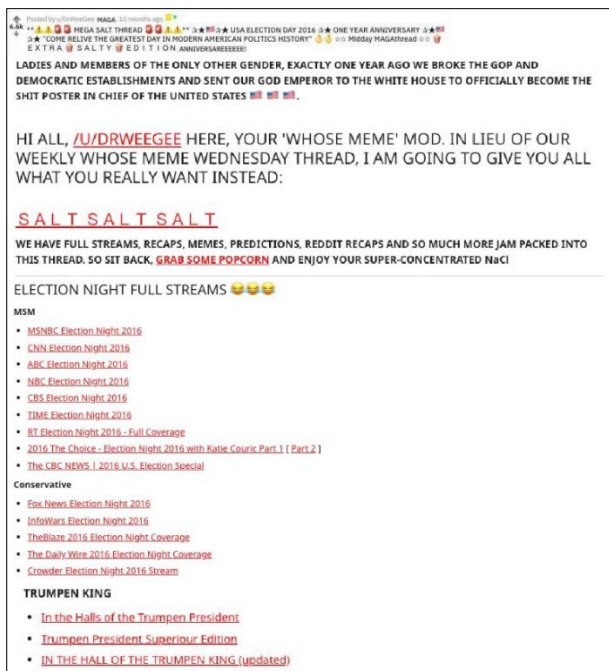 Posted by u/DrWeeGee MAGA 10 months ago
6.6k
**⚠️⚠️🚨🚨 MEGA SALT THREAD 🚨🚨⚠️⚠️** ✰★🇺🇸✰★ USA ELECTION DAY 2016 ✰★ ONE YEAR ANNIVERSARY ✰★🇺🇸
✰★ "COME RELIVE THE GREATEST DAY IN MODERN AMERICAN POLITICS HISTORY" 👌👌 ✩✩ Midday MAGAthread ✩✩ 🍿
E X T R A 🍿 S A L T Y 🍿 E D I T I O N ANNIVERSAREEEEEE!
LADIES AND MEMBERS OF THE ONLY OTHER GENDER, EXACTLY ONE YEAR AGO WE BROKE THE GOP AND
DEMOCRATIC ESTABLISHMENTS AND SENT OUR GOD EMPEROR TO THE WHITE HOUSE TO OFFICIALLY BECOME THE
SHIT POSTER IN CHIEF OF THE UNITED STATES 🇺🇸 🇺🇸 🇺🇸.
HI ALL, /U/DRWEEGEE HERE, YOUR 'WHOSE MEME' MOD. IN LIEU OF OUR
WEEKLY WHOSE MEME WEDNESDAY THREAD, I AM GOING TO GIVE YOU ALL
WHAT YOU REALLY WANT INSTEAD:
S A L T S A L T S A L T
WE HAVE FULL STREAMS, RECAPS, MEMES, PREDICTIONS, REDDIT RECAPS AND SO MUCH MORE JAM PACKED INTO
THIS THREAD. SO SIT BACK, GRAB SOME POPCORN AND ENJOY YOUR SUPER-CONCENTRATED NaCl
ELECTION NIGHT FULL STREAMS 😂😂😂
MSM
• MSNBC Election Night 2016
• CNN Election Night 2016
• ABC Election Night 2016
• NBC Election Night 2016
• CBS Election Night 2016
• TIME Election Night 2016
• RT Election Night 2016 - Full Coverage
• 2016 The Choice - Election Night 2016 with Katie Couric Part 1 [ Part 2 ]
• The CBC NEWS | 2016 U.S. Election Special
Conservative
• Fox News Election Night 2016
• InfoWars Election Night 2016
• TheBlaze 2016 Election Night Coverage
• The Daily Wire 2016 Election Night Coverage
• Crowder Election Night 2016 Stream
TRUMPEN KING
• In the Halls of the Trumpen President
• Trumpen President Superiour Edition
• IN THE HALL OF THE TRUMPEN KING (updated)